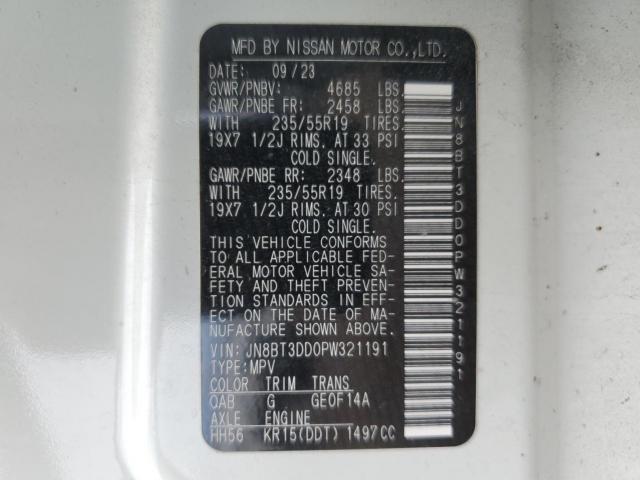 MFD BY NISSAN MOTOR CO.,LTD.
DATE: 09/23
GVWR/PNBV: 4685 LBS.
GAWR/PNBE FR: 2458 LBS.
WITH 235/55R19 TIRES.
19X7 1/2J RIMS. AT 33 PSI
COLD SINGLE.
GAWR/PNBE RR: 2348 LBS.
WITH 235/55R19 TIRES.
19X7 1/2J RIMS. AT 30 PSI
COLD SINGLE.
THIS VEHICLE CONFORMS
TO ALL APPLICABLE FED-
ERAL MOTOR VEHICLE SA-
FETY AND THEFT PREVEN-
TION STANDARDS IN EFF-
ECT ON THE DATE OF MA-
NUFACTURE SHOWN ABOVE.
VIN: JN8BT3DD0PW321191
TYPE:MPV
COLOR TRIM TRANS
QAB G GE0F14A
AXLE ENGINE
HH56 KR15(DDT) 1497CC
JN8BT3DD0PW321191